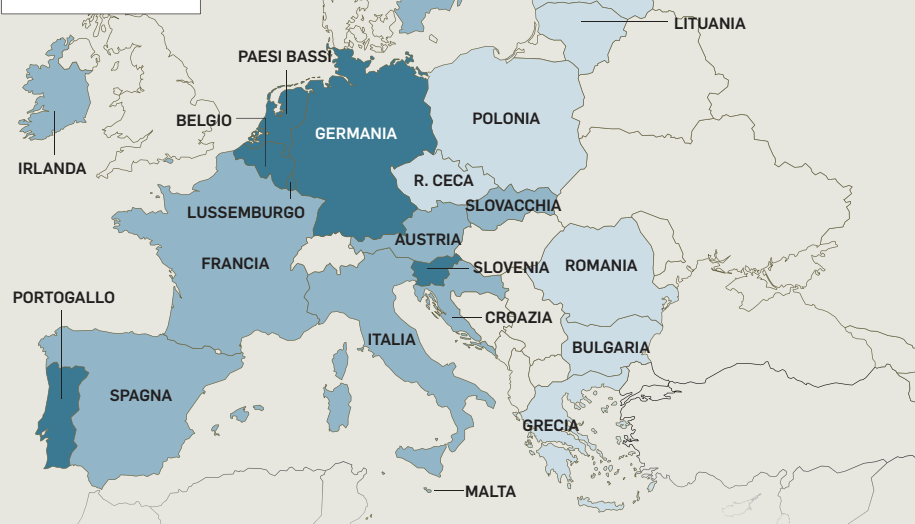 LITUANIA
PAESI BASSI
BELGIO
POLONIA
GERMANIA
IRLANDA
R. CECA
SLOVACCHIA
LUSSEMBURGO
AUSTRIA
FRANCIA
SLOVENIA
ROMANIA
PORTOGALLO
CROAZIA
ITALIA
BULGARIA
SPAGNA
GRECIA
MALTA